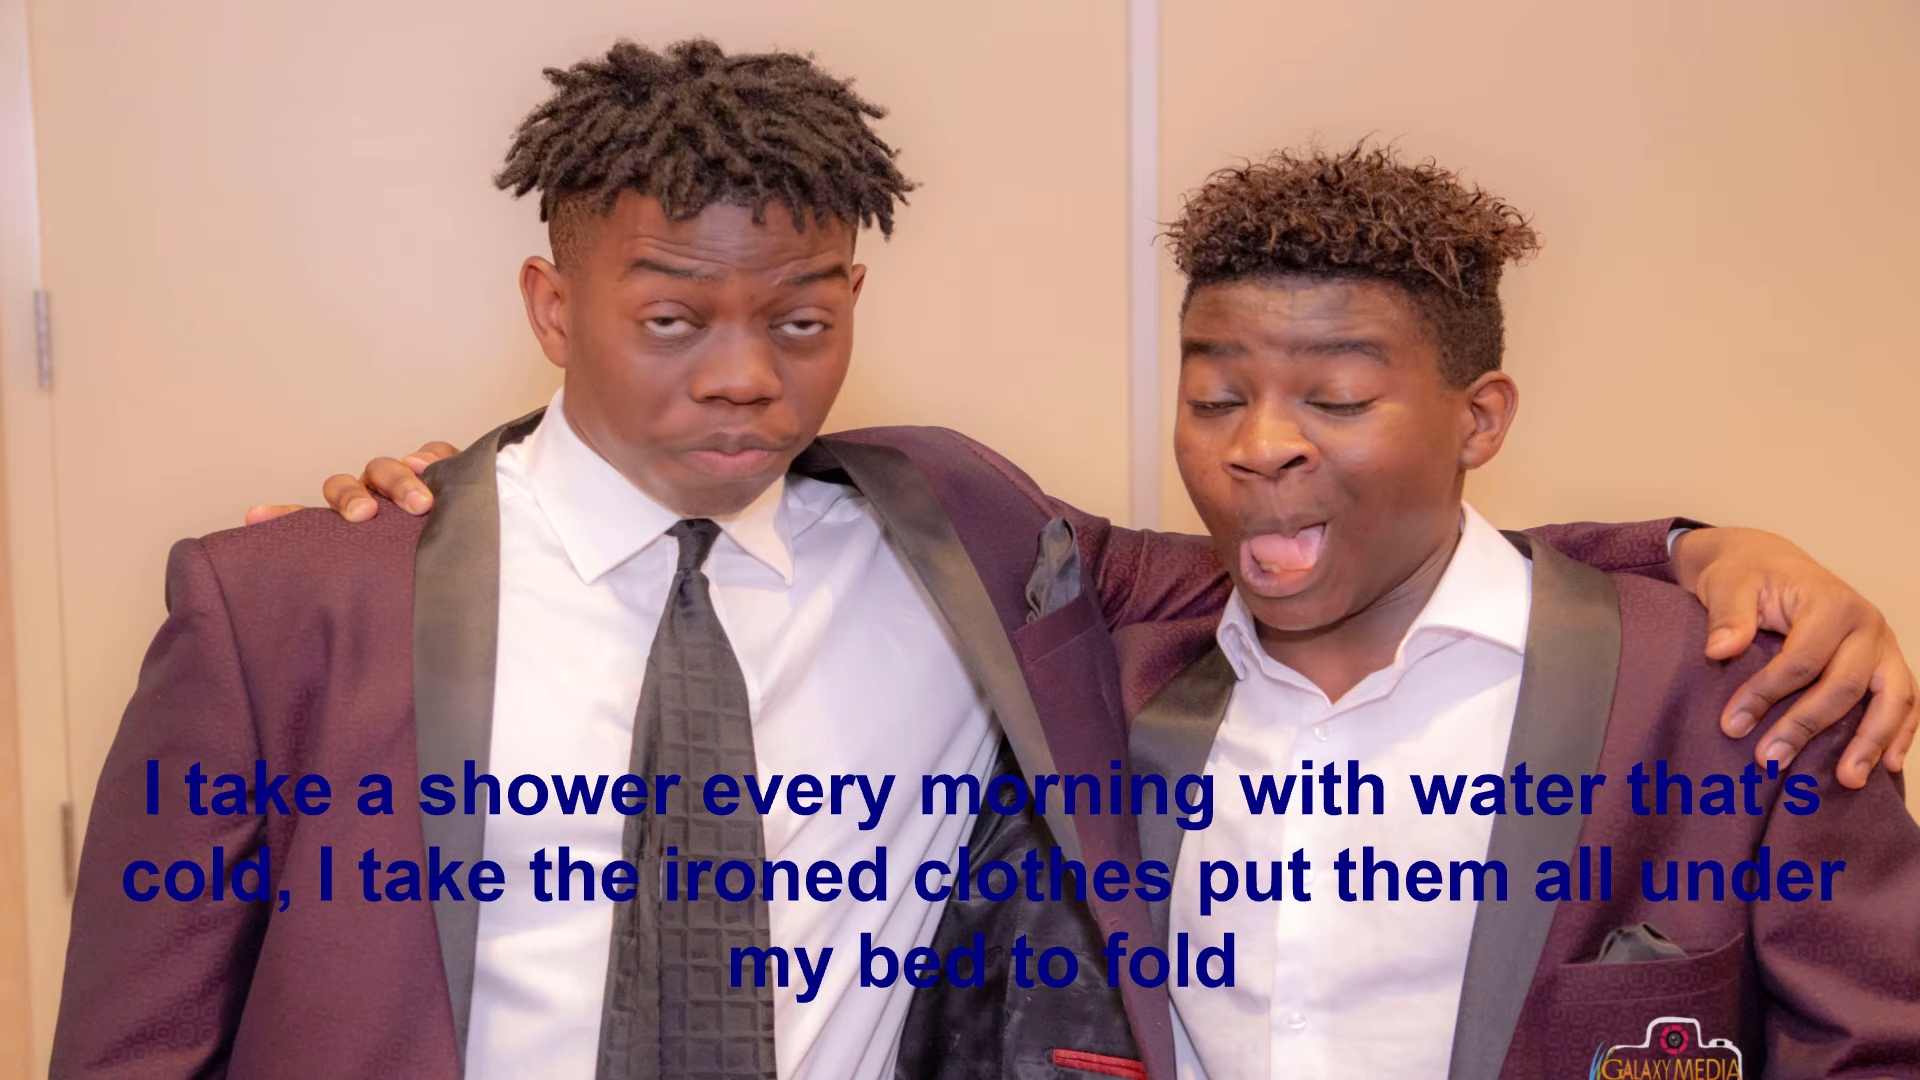 I take a shower every morning with water that's
cold, I take the ironed clothes put them all under
my bed to fold
GALAXY MEDIA